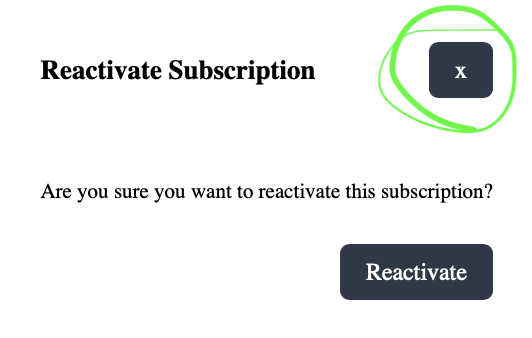 Reactivate Subscription
x
Are you sure you want to reactivate this subscription?
Reactivate